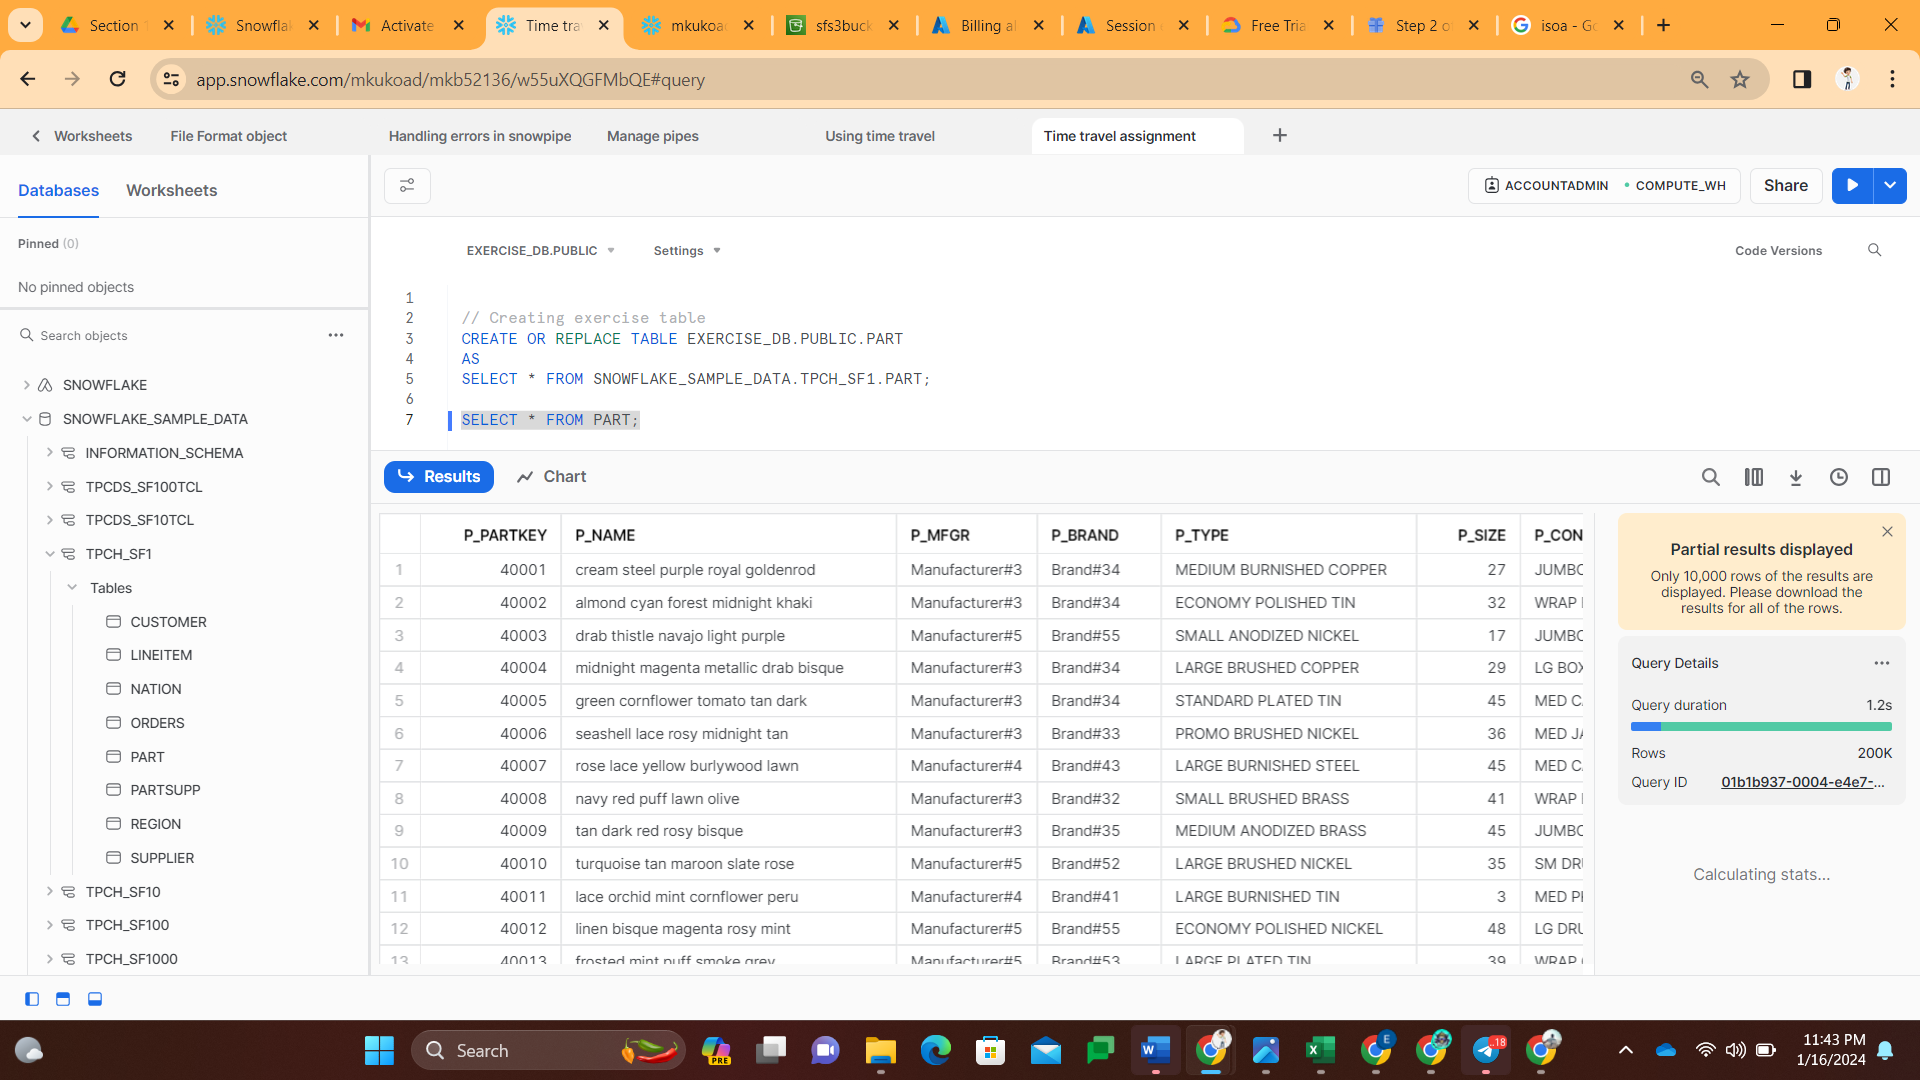 Section
Snowfla
Activate
Time tra
mkukoa
sfs3buck
Billing al
Session
Free Tria
Step 2 o
isoa - Go
app.snowflake.com/mkukoad/mkb52136/w55uXQGFMbQE#query
Worksheets
File Format object
Handling errors in snowpipe
Manage pipes
Using time travel
Time travel assignment
Databases
Worksheets
ACCOUNTADMIN
COMPUTE_WH
Share
Pinned (0)
No pinned objects
EXERCISE_DB.PUBLIC
Settings
Code Versions
Search objects
SNOWFLAKE
SNOWFLAKE_SAMPLE_DATA
INFORMATION_SCHEMA
TPCDS_SF100TCL
TPCDS_SF10TCL
TPCH_SF1
Tables
CUSTOMER
LINEITEM
NATION
ORDERS
PART
PARTSUPP
REGION
SUPPLIER
TPCH_SF10
TPCH_SF100
TPCH_SF1000
1
2 // Creating exercise table
3 CREATE OR REPLACE TABLE EXERCISE_DB.PUBLIC.PART
4 AS
5 SELECT * FROM SNOWFLAKE_SAMPLE_DATA.TPCH_SF1.PART;
6
7 SELECT * FROM PART;
Results
Chart
P_PARTKEY P_NAME P_MFGR P_BRAND P_TYPE P_SIZE P_CON
1 40001 cream steel purple royal goldenrod Manufacturer#3 Brand#34 MEDIUM BURNISHED COPPER 27 JUMBO
2 40002 almond cyan forest midnight khaki Manufacturer#3 Brand#34 ECONOMY POLISHED TIN 32 WRAP
3 40003 drab thistle navajo light purple Manufacturer#5 Brand#55 SMALL ANODIZED NICKEL 17 JUMBO
4 40004 midnight magenta metallic drab bisque Manufacturer#3 Brand#34 LARGE BRUSHED COPPER 29 LG BOX
5 40005 green cornflower tomato tan dark Manufacturer#3 Brand#34 STANDARD PLATED TIN 45 MED C
6 40006 seashell lace rosy midnight tan Manufacturer#3 Brand#33 PROMO BRUSHED NICKEL 36 MED JA
7 40007 rose lace yellow burlywood lawn Manufacturer#4 Brand#43 LARGE BURNISHED STEEL 45 MED C
8 40008 navy red puff lawn olive Manufacturer#3 Brand#32 SMALL BRUSHED BRASS 41 WRAP
9 40009 tan dark red rosy bisque Manufacturer#3 Brand#35 MEDIUM ANODIZED BRASS 45 JUMBO
10 40010 turquoise tan maroon slate rose Manufacturer#5 Brand#52 LARGE BRUSHED NICKEL 35 SM DR
11 40011 lace orchid mint cornflower peru Manufacturer#4 Brand#41 LARGE BURNISHED TIN 3 MED P
12 40012 linen bisque magenta rosy mint Manufacturer#5 Brand#55 ECONOMY POLISHED NICKEL 48 LG DRU
13 40013 frosted mint puff smoke grey Manufacturer#5 Brand#53 LARGE PLATED TIN 39 WRAP
Partial results displayed
Only 10,000 rows of the results are
displayed. Please download the
results for all of the rows.
Query Details
Query duration 1.2s
Rows 200K
Query ID 01b1b937-0004-e4e7-...
Calculating stats...
Search
PRE
E
18
11:43 PM
1/16/2024